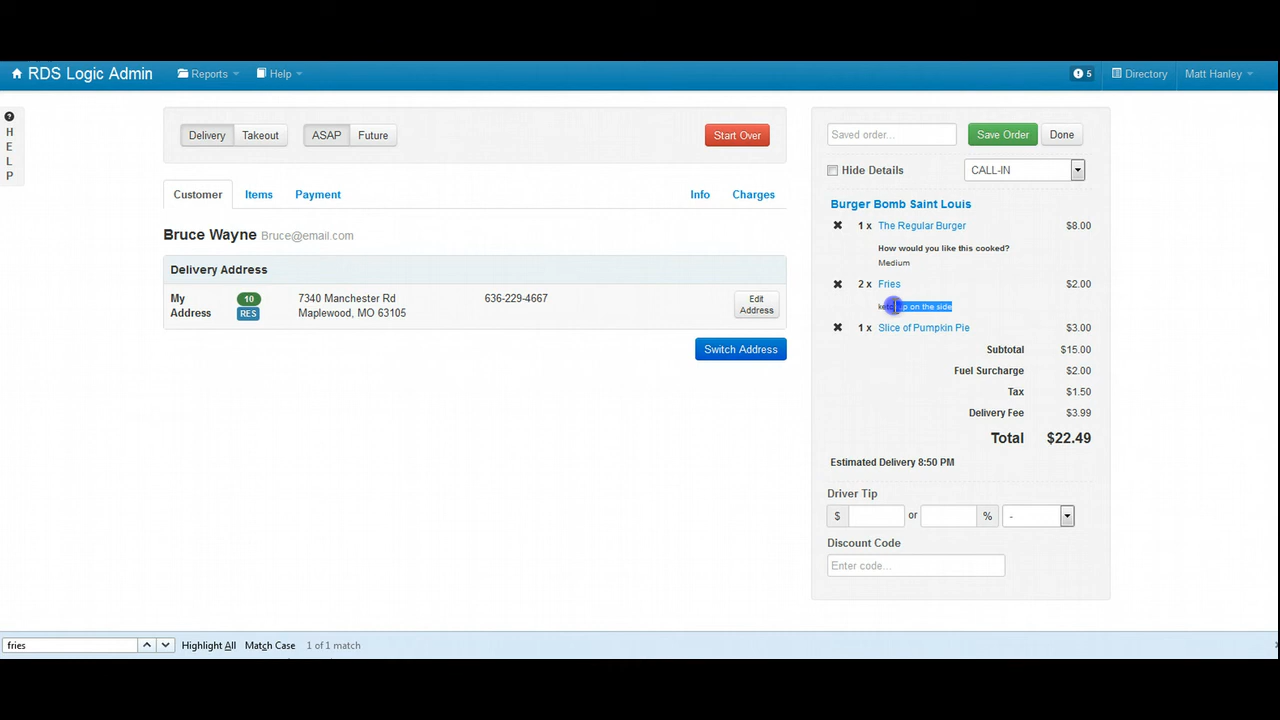 RDS Logic Admin Reports Help 5 Directory Matt Hanley
H
E
L
P
Delivery Takeout ASAP Future Start Over
Customer Items Payment Info Charges
Bruce Wayne Bruce@email.com
Delivery Address
My Address
10
RES
7340 Manchester Rd
Maplewood, MO 63105
636-229-4667
Edit Address
Switch Address
Saved order... Save Order Done
Hide Details CALL-IN
Burger Bomb Saint Louis
1 x The Regular Burger $8.00
How would you like this cooked?
Medium
2 x Fries $2.00
ketchup on the side
1 x Slice of Pumpkin Pie $3.00
Subtotal $15.00
Fuel Surcharge $2.00
Tax $1.50
Delivery Fee $3.99
Total $22.49
Estimated Delivery 8:50 PM
Driver Tip
$ or % -
Discount Code
Enter code...
fries Highlight All Match Case 1 of 1 match